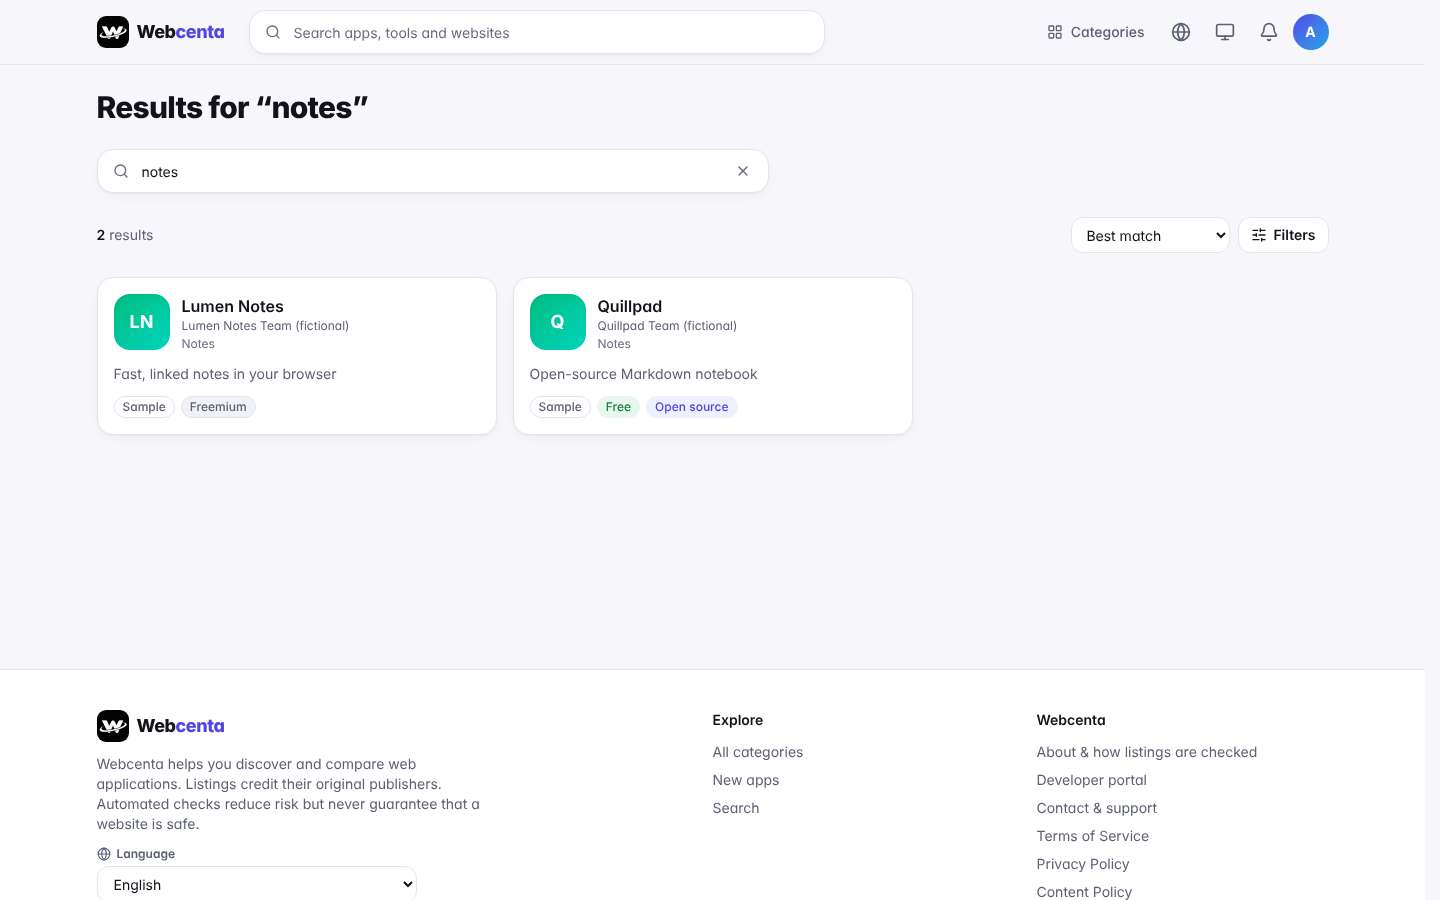 Webcenta
Search apps, tools and websites
Categories
A
Results for “notes”
notes
2 results
Best match
Filters
LN
Lumen Notes
Lumen Notes Team (fictional)
Notes
Fast, linked notes in your browser
Sample
Freemium
Q
Quillpad
Quillpad Team (fictional)
Notes
Open-source Markdown notebook
Sample
Free
Open source
Webcenta
Webcenta helps you discover and compare web
applications. Listings credit their original publishers.
Automated checks reduce risk but never guarantee that a
website is safe.
Language
English
Explore
All categories
New apps
Search
Webcenta
About & how listings are checked
Developer portal
Contact & support
Terms of Service
Privacy Policy
Content Policy